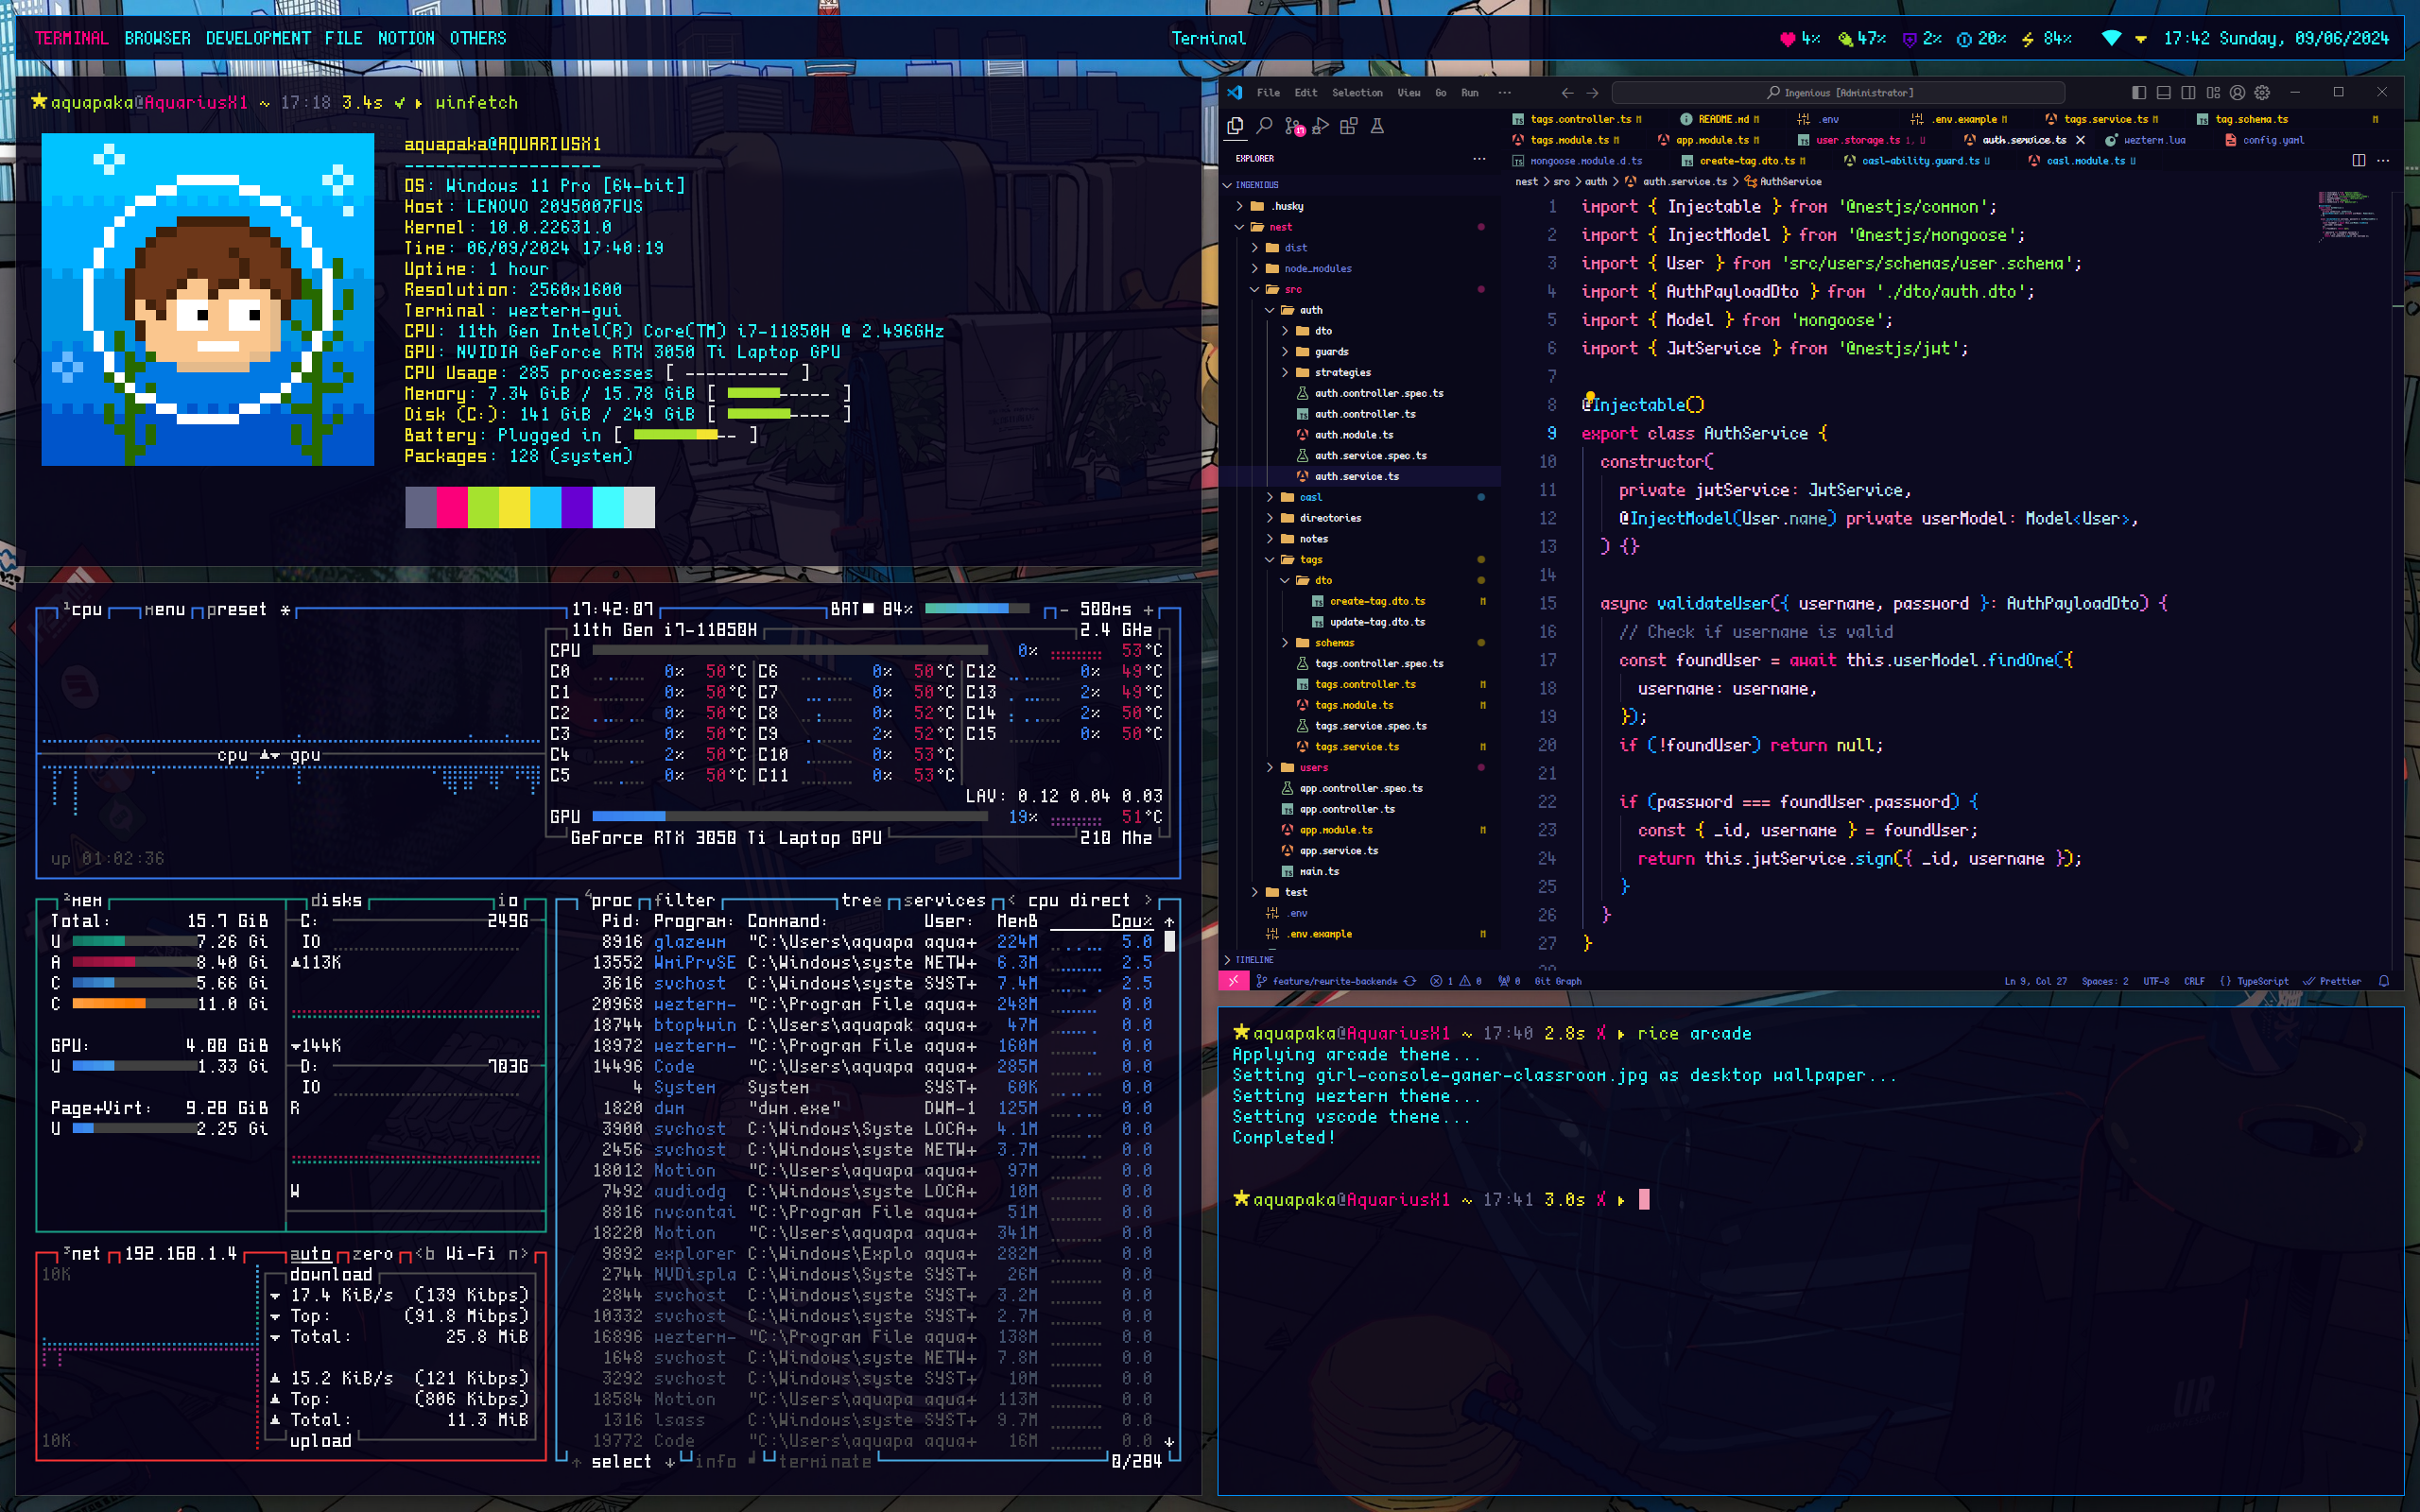 TERMINAL BROWSER DEVELOPMENT FILE NOTION OTHERS
Terminal
4% 47% 2% 20% 84% 17:42 Sunday, 09/06/2024
aquapaka@AquariusX1 ~ 17:18 3.4s winfetch
aquapaka@AQUARIUSX1
-------------------
OS: Windows 11 Pro [64-bit]
Host: LENOVO 20Y5007FUS
Kernel: 10.0.22631.0
Time: 06/09/2024 17:40:19
Uptime: 1 hour
Resolution: 2560x1600
Terminal: wezterm-gui
CPU: 11th Gen Intel(R) Core(TM) i7-11850H @ 2.496GHz
GPU: NVIDIA GeForce RTX 3050 Ti Laptop GPU
CPU Usage: 285 processes [ ---------- ]
Memory: 7.34 GiB / 15.78 GiB [ ----- ]
Disk (C:): 141 GiB / 249 GiB [ ---- ]
Battery: Plugged in [ -- ]
Packages: 128 (system)
¹cpu menu preset * 17:42:07 BAT 84% - 500ms +
11th Gen i7-11850H 2.4 GHz
CPU 0% 53°C
C0 0% 50°C C6 0% 50°C C12 0% 49°C
C1 0% 50°C C7 0% 50°C C13 2% 49°C
C2 0% 50°C C8 0% 52°C C14 2% 50°C
C3 0% 50°C C9 2% 52°C C15 0% 50°C
cpu ▲▼ gpu
C4 2% 50°C C10 0% 53°C
C5 0% 50°C C11 0% 53°C
LAV: 0.12 0.04 0.03
GPU 19% 51°C
GeForce RTX 3050 Ti Laptop GPU 210 Mhz
up 01:02:36
²mem disks io
Total: 15.7 GiB C: 249G
U 7.26 Gi IO
A 8.40 Gi ▲113K
C 5.66 Gi
C 11.0 Gi
GPU: 4.00 GiB ▼144K
U 1.33 Gi D: 703G
IO
Page+Virt: 9.28 GiB R
U 2.25 Gi
W
³net 192.168.1.4 auto zero <b Wi-Fi n>
10K
download
▼ 17.4 KiB/s (139 Kibps)
▼ Top: (91.8 Mibps)
▼ Total: 25.8 MiB
▲ 15.2 KiB/s (121 Kibps)
▲ Top: (806 Kibps)
▲ Total: 11.3 MiB
10K
upload
⁴proc filter tree services < cpu direct >
Pid: Program: Command: User: MemB Cpu% ↑
8916 glazewm "C:\Users\aquapa aqua+ 224M 5.0
13552 WmiPrvSE C:\Windows\syste NETW+ 6.3M 2.5
3616 svchost C:\Windows\syste SYST+ 7.4M 2.5
20968 wezterm- "C:\Program File aqua+ 248M 0.0
18744 btop4win C:\Users\aquapak aqua+ 47M 0.0
18972 wezterm- "C:\Program File aqua+ 160M 0.0
14496 Code "C:\Users\aquapa aqua+ 285M 0.0
4 System System SYST+ 60K 0.0
1820 dwm "dwm.exe" DWM-1 125M 0.0
3900 svchost C:\Windows\Syste LOCA+ 4.1M 0.0
2456 svchost C:\Windows\syste NETW+ 3.7M 0.0
18012 Notion "C:\Users\aquapa aqua+ 97M 0.0
7492 audiodg C:\Windows\syste LOCA+ 10M 0.0
8816 nvcontai "C:\Program File aqua+ 51M 0.0
18220 Notion "C:\Users\aquapa aqua+ 341M 0.0
9892 explorer C:\Windows\Explo aqua+ 282M 0.0
2744 NVDispla C:\Windows\Syste SYST+ 26M 0.0
2844 svchost C:\Windows\syste SYST+ 3.2M 0.0
10332 svchost C:\Windows\syste SYST+ 2.7M 0.0
16896 wezterm- "C:\Program File aqua+ 138M 0.0
1648 svchost C:\Windows\syste NETW+ 7.8M 0.0
3292 svchost C:\Windows\syste SYST+ 10M 0.0
18584 Notion "C:\Users\aquapa aqua+ 113M 0.0
1316 lsass C:\Windows\syste SYST+ 9.7M 0.0
19772 Code "C:\Users\aquapa aqua+ 16M 0.0 ↓
↑ select ↓ info terminate 0/284
File Edit Selection View Go Run ···
Ingenious [Administrator]
tags.controller.ts M README.md M .env .env.example M tags.service.ts M tag.schema.ts M
tags.module.ts M app.module.ts M user.storage.ts 1, U auth.service.ts wezterm.lua config.yaml
mongoose.module.d.ts create-tag.dto.ts M casl-ability.guard.ts U casl.module.ts U
nest > src > auth > auth.service.ts > AuthService
EXPLORER ···
INGENIOUS
.husky
nest
dist
node_modules
src
auth
dto
guards
strategies
auth.controller.spec.ts
auth.controller.ts
auth.module.ts
auth.service.spec.ts
auth.service.ts
casl
directories
notes
tags
dto
create-tag.dto.ts M
update-tag.dto.ts
schemas
tags.controller.spec.ts
tags.controller.ts M
tags.module.ts M
tags.service.spec.ts
tags.service.ts M
users
app.controller.spec.ts
app.controller.ts
app.module.ts M
app.service.ts
main.ts
test
.env
.env.example M
TIMELINE
1 import { Injectable } from '@nestjs/common';
2 import { InjectModel } from '@nestjs/mongoose';
3 import { User } from 'src/users/schemas/user.schema';
4 import { AuthPayloadDto } from './dto/auth.dto';
5 import { Model } from 'mongoose';
6 import { JwtService } from '@nestjs/jwt';
7
8 @Injectable()
9 export class AuthService {
10 constructor(
11 private jwtService: JwtService,
12 @InjectModel(User.name) private userModel: Model<User>,
13 ) {}
14
15 async validateUser({ username, password }: AuthPayloadDto) {
16 // Check if username is valid
17 const foundUser = await this.userModel.findOne({
18 username: username,
19 });
20 if (!foundUser) return null;
21
22 if (password === foundUser.password) {
23 const { _id, username } = foundUser;
24 return this.jwtService.sign({ _id, username });
25 }
26 }
27 }
feature/rewrite-backend+ 1 0 0 Git Graph Ln 9, Col 27 Spaces: 2 UTF-8 CRLF {} TypeScript Prettier
aquapaka@AquariusX1 ~ 17:40 2.8s X rice arcade
Applying arcade theme...
Setting girl-console-gamer-classroom.jpg as desktop wallpaper...
Setting wezterm theme...
Setting vscode theme...
Completed!
aquapaka@AquariusX1 ~ 17:41 3.0s X